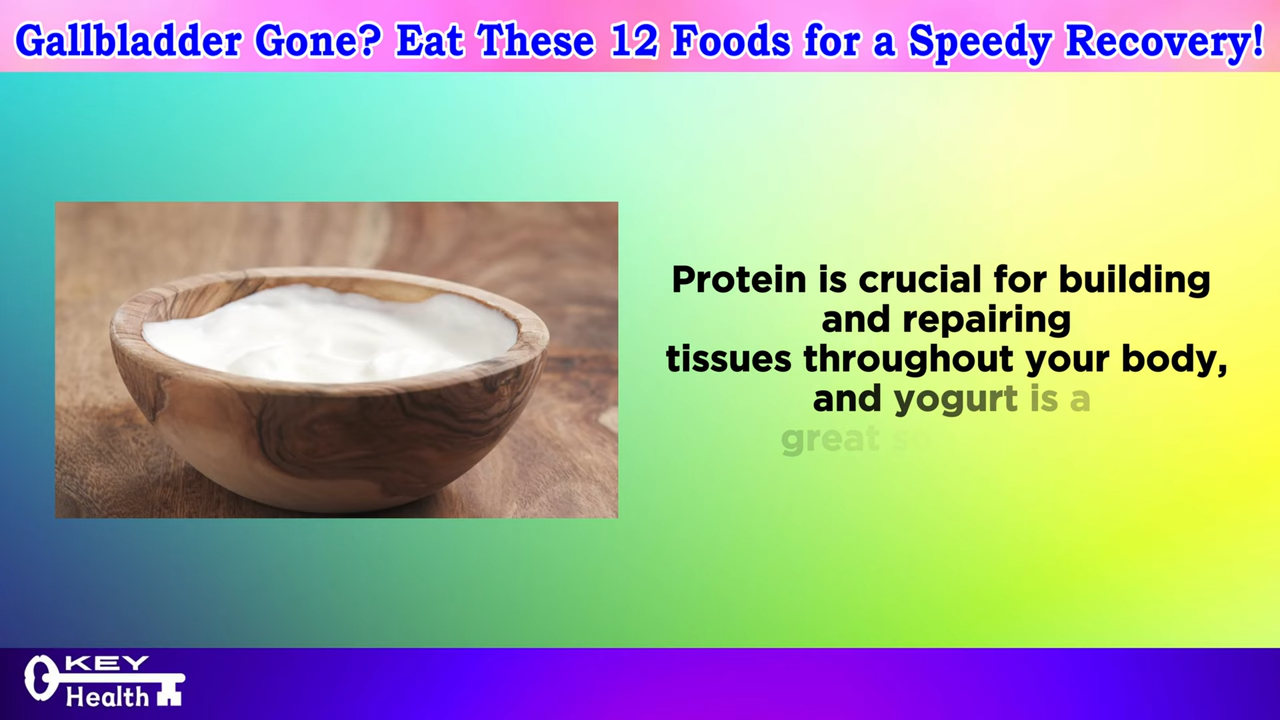 Gallbladder Gone? Eat These 12 Foods for a Speedy Recovery!
Protein is crucial for building
and repairing
tissues throughout your body,
and yogurt is a
great
KEY
Health